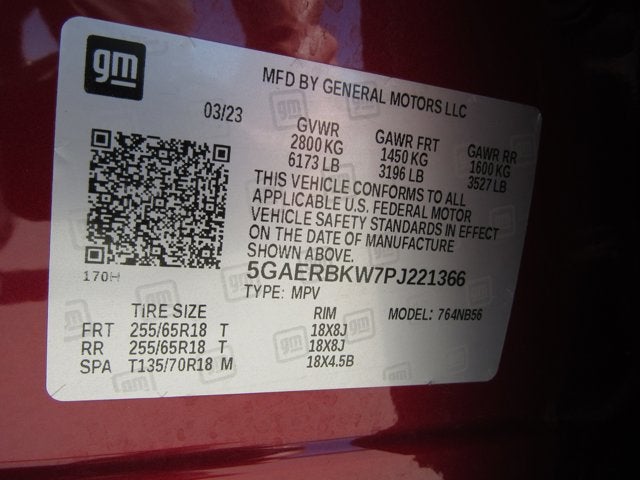 gm
MFD BY GENERAL MOTORS LLC
03/23
GVWR GAWR FRT GAWR RR
2800 KG 1450 KG 1600 KG
6173 LB 3196 LB 3527 LB
THIS VEHICLE CONFORMS TO ALL
APPLICABLE U.S. FEDERAL MOTOR
VEHICLE SAFETY STANDARDS IN EFFECT
ON THE DATE OF MANUFACTURE
SHOWN ABOVE.
170H
5GAERBKW7PJ221366
TYPE: MPV
TIRE SIZE RIM MODEL: 764NB56
FRT 255/65R18 T 18X8J
RR 255/65R18 T 18X8J
SPA T135/70R18 M 18X4.5B